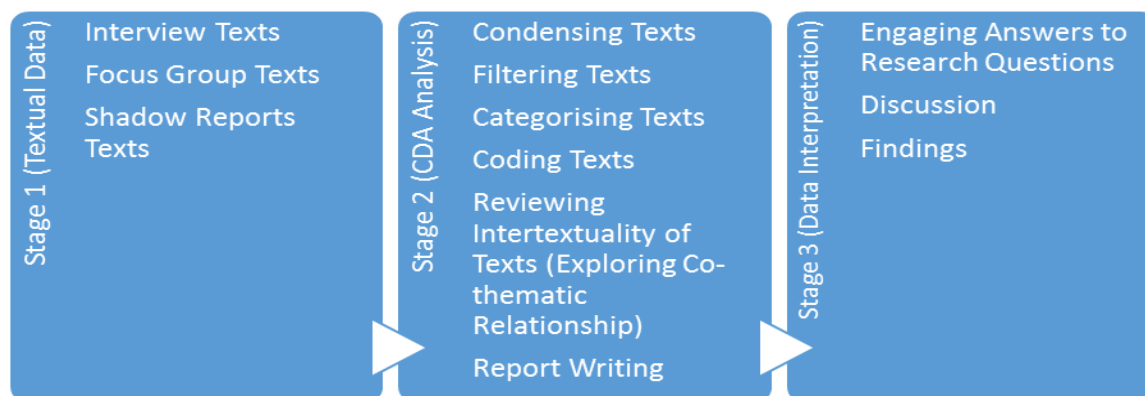 Stage 1 (Textual Data)
Interview Texts
Focus Group Texts
Shadow Reports
Texts
Stage 2 (CDA Analysis)
Condensing Texts
Filtering Texts
Categorising Texts
Coding Texts
Reviewing
Intertextuality of
Texts (Exploring Co-
thematic
Relationship)
Report Writing
Stage 3 (Data Interpretation)
Engaging Answers to
Research Questions
Discussion
Findings